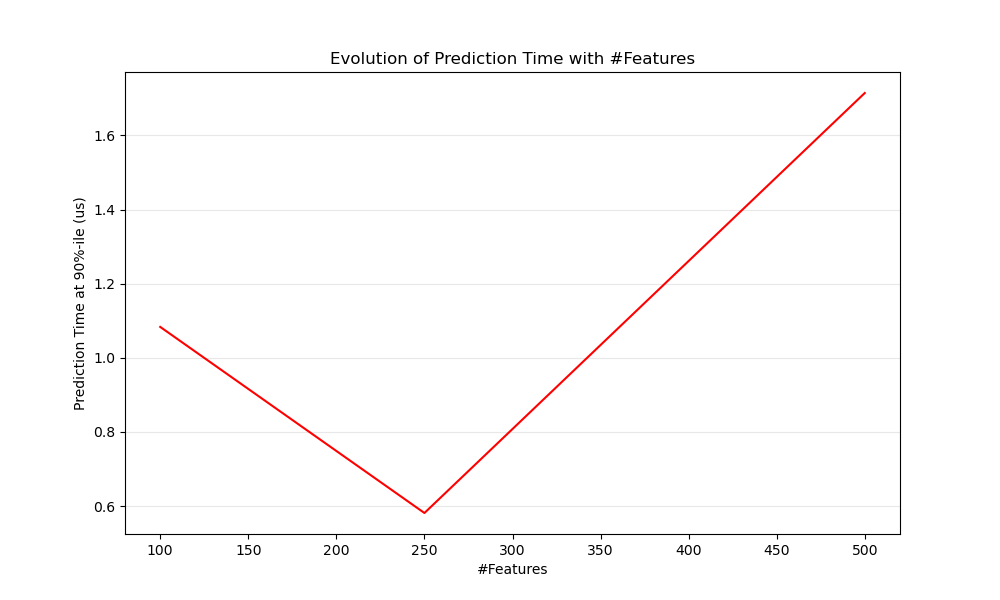 Evolution of Prediction Time with #Features
Prediction Time at 90%-ile (us)
1.6
1.4
1.2
1.0
0.8
0.6
100 150 200 250 300 350 400 450 500
#Features